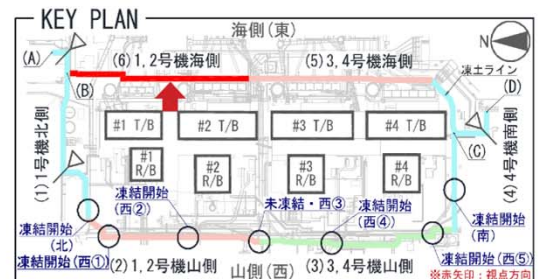 KEY PLAN
海側(東)
N
(A)
(6)1,2号機海側
(5)3,4号機海側
凍土ライン
(B)
(D)
#1 T/B
#2 T/B
#3 T/B
#4 T/B
(C)
(1)1号機北側
(4)4号機南側
#1
R/B
#2
R/B
#3
R/B
#4
R/B
凍結開始
(西②)
未凍結・西③
凍結開始
(西④)
凍結開始
(北)
凍結開始
(南)
凍結開始(西①)
(2)1,2号機山側
山側(西)
(3)3,4号機山側
凍結開始(西⑤)
※赤矢印:視点方向